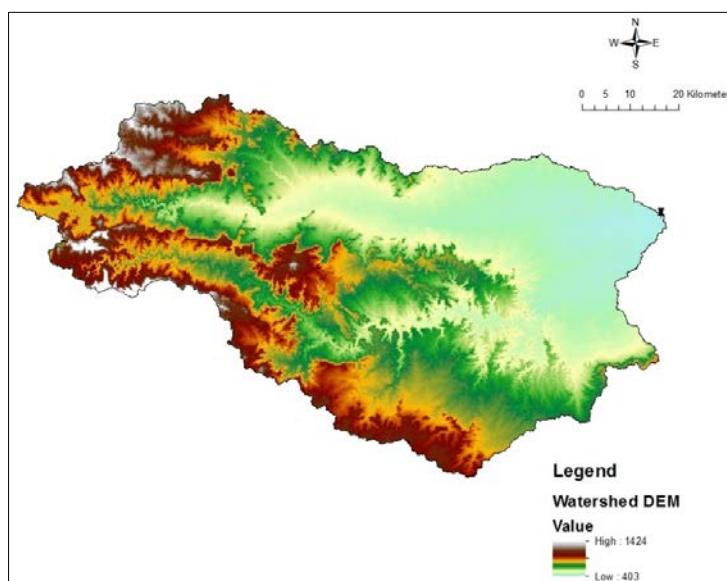 N
W E
S
0 5 10 20 Kilomete
Legend
Watershed DEM
Value
High : 1424
Low : 403